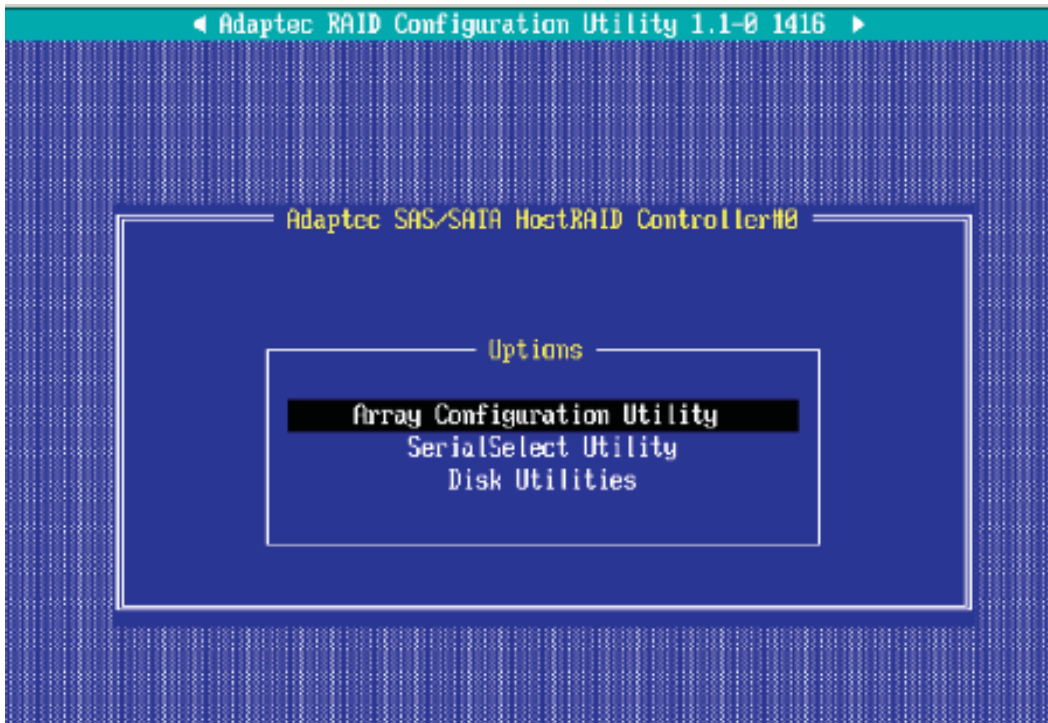 Adaptec RAID Configuration Utility 1.1-0 1416
Adaptec SAS/SATA HostRAID Controller#0
Options
Array Configuration Utility
SerialSelect Utility
Disk Utilities